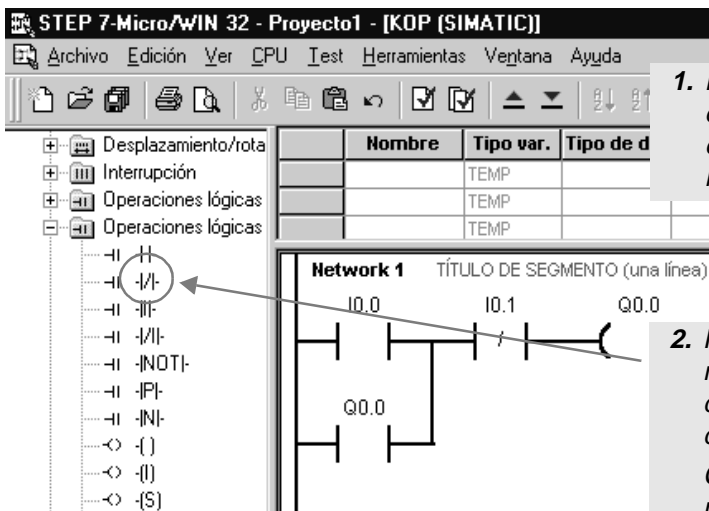 STEP 7-Micro/WIN 32 - Proyecto1 - [KOP (SIMATIC)]
Archivo Edición Ver CPU Test Herramientas Ventana Ayuda
1.
Desplazamiento/rota
Interrupción
Operaciones lógicas
Operaciones lógicas
-| |-
-|/|-
-|I|-
-|/I|-
-|NOT|-
-|P|-
-|N|-
-( )
-(I)
-(S)
Nombre Tipo var. Tipo de d
TEMP
TEMP
TEMP
Network 1 TÍTULO DE SEGMENTO (una línea)
I0.0 I0.1 Q0.0
/
Q0.0
2.